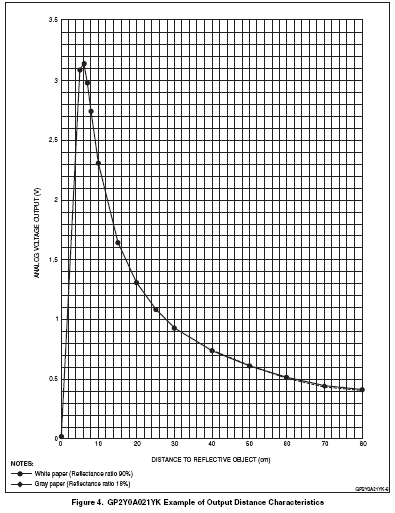 3.5
3
2.5
2
1.5
1
0.5
0
ANALOG VOLTAGE OUTPUT (V)
0 10 20 30 40 50 60 70 80
DISTANCE TO REFLECTIVE OBJECT (cm)
NOTES:
White paper (Reflectance ratio 90%)
Gray paper (Reflectance ratio 18%)
GP2Y0A021YK-6
Figure 4. GP2Y0A021YK Example of Output Distance Characteristics